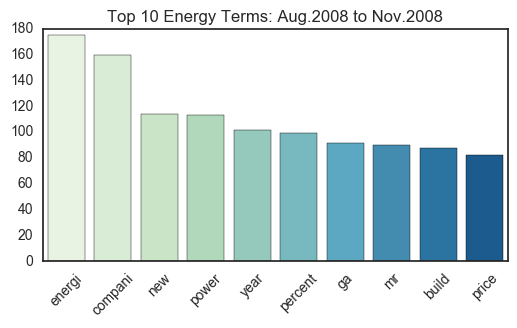 Top 10 Energy Terms: Aug.2008 to Nov.2008
180
160
140
120
100
80
60
40
20
0
energi
compani
new
power
year
percent
ga
mr
build
price